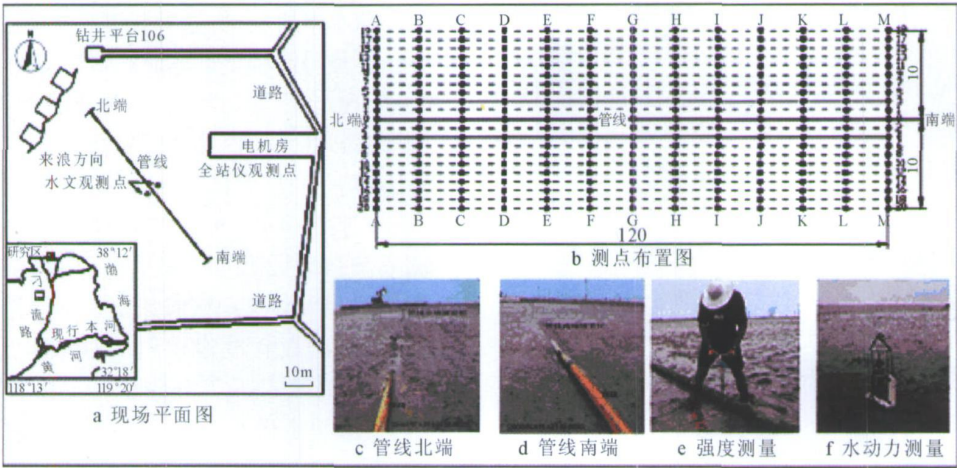 N
钻井平台106
道路
北端
来浪方向
管线
水文观测点
电机房
全站仪观测点
南端
道路
研究区
38°12′
渤
海
刁
流
路
现行本河
黄
河
32°18′
118°13′
119°20′
10m
a 现场平面图
A B C D E F G H I J K L M
10
北端
管线
南端
10
A B C D E F G H I J K L M
120
b 测点布置图
c 管线北端
d 管线南端
e 强度测量
f 水动力测量